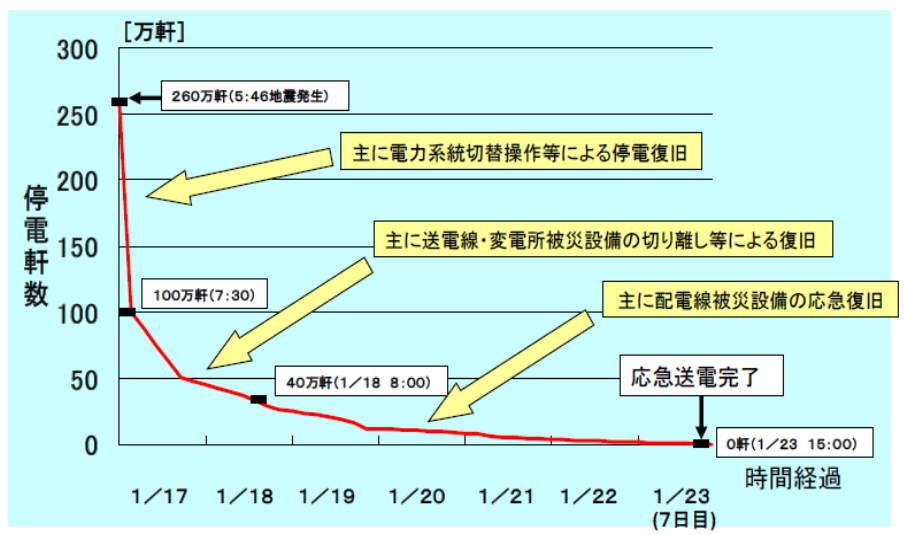 [万軒]
300
260万軒(5:46地震発生)
250
主に電力系統切替操作等による停電復旧
200
停電軒数
主に送電線・変電所被災設備の切り離し等による復旧
150
100万軒(7:30)
主に配電線被災設備の応急復旧
100
応急送電完了
50
40万軒(1/18 8:00)
0
0軒(1/23 15:00)
時間経過
1/17 1/18 1/19 1/20 1/21 1/22 1/23
(7日目)